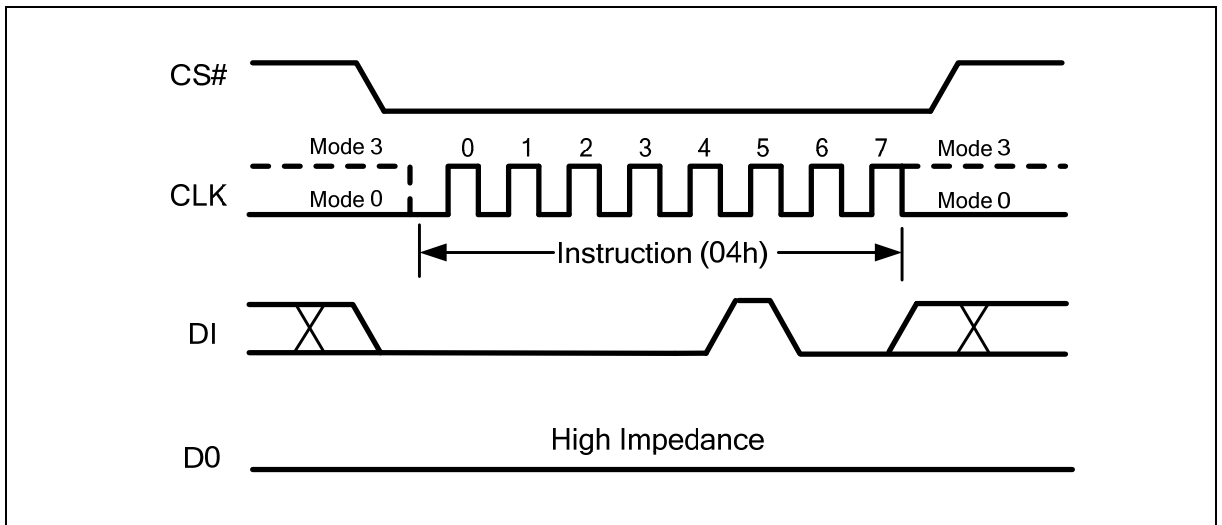 CS#
Mode 3
0 1 2 3 4 5 6 7
Mode 3
CLK
Mode 0
Mode 0
Instruction (04h)
DI
High Impedance
D0